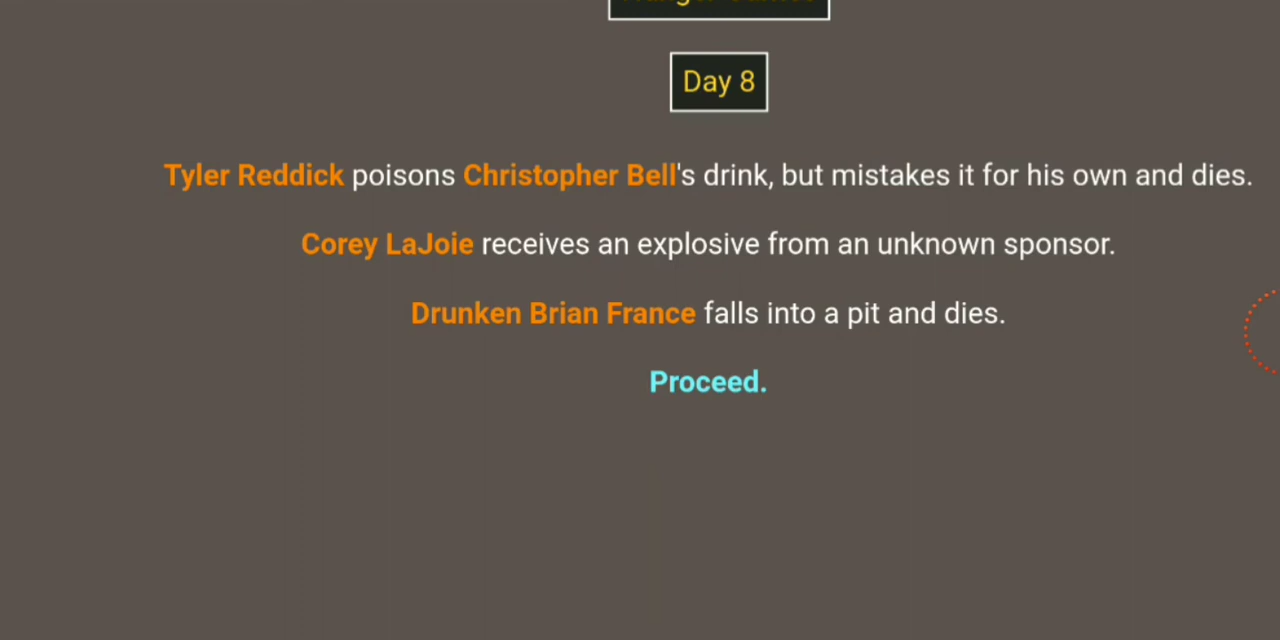 Day 8
Tyler Reddick poisons Christopher Bell's drink, but mistakes it for his own and dies.
Corey LaJoie receives an explosive from an unknown sponsor.
Drunken Brian France falls into a pit and dies.
Proceed.